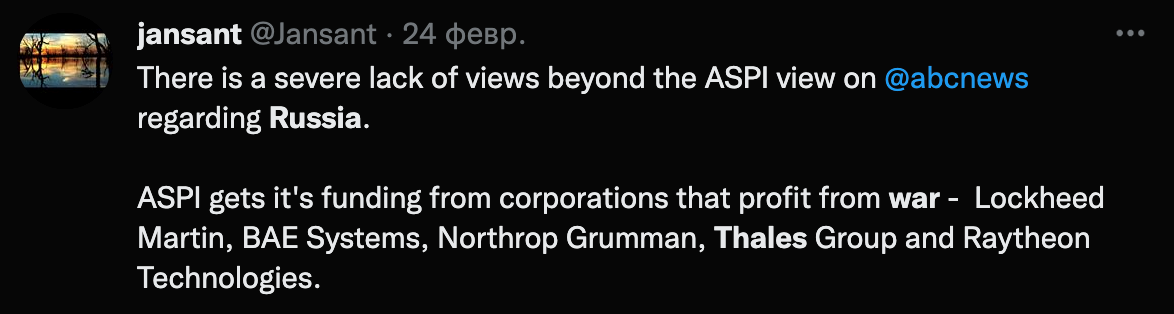 jansant @Jansant · 24 февр.
There is a severe lack of views beyond the ASPI view on @abcnews
regarding Russia.
ASPI gets it's funding from corporations that profit from war - Lockheed
Martin, BAE Systems, Northrop Grumman, Thales Group and Raytheon
Technologies.